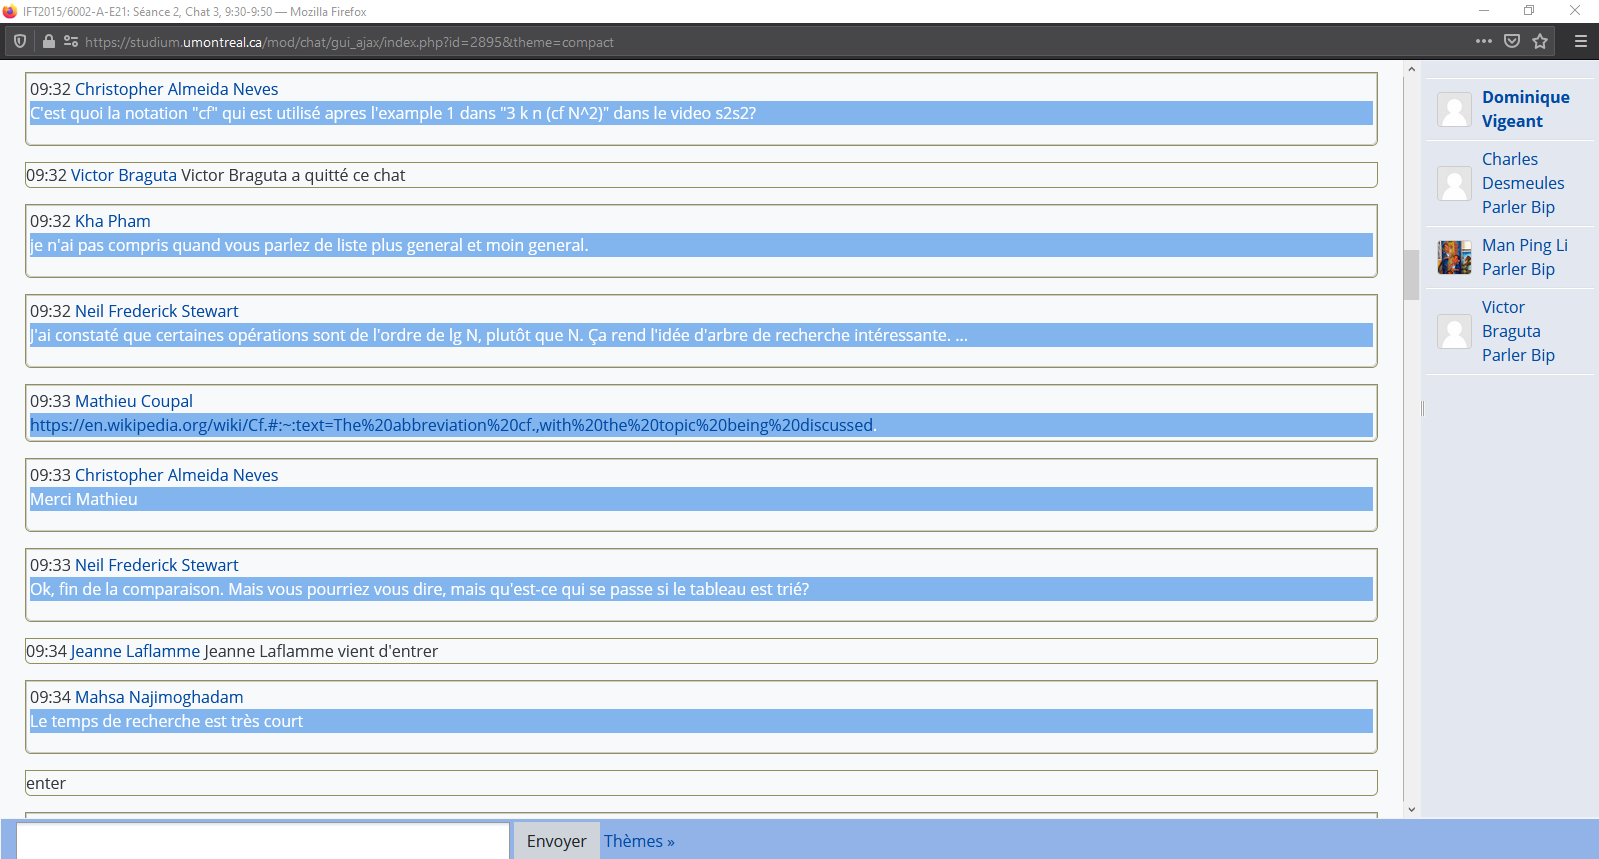 IFT2015/6002-A-E21: Séance 2, Chat 3, 9:30-9:50 — Mozilla Firefox
https://studium.umontreal.ca/mod/chat/gui_ajax/index.php?id=2895&theme=compact
09:32 Christopher Almeida Neves
C'est quoi la notation "cf" qui est utilisé apres l'example 1 dans "3 k n (cf N^2)" dans le video s2s2?
09:32 Victor Braguta Victor Braguta a quitté ce chat
09:32 Kha Pham
je n'ai pas compris quand vous parlez de liste plus general et moin general.
09:32 Neil Frederick Stewart
J'ai constaté que certaines opérations sont de l'ordre de lg N, plutôt que N. Ça rend l'idée d'arbre de recherche intéressante. ...
09:33 Mathieu Coupal
https://en.wikipedia.org/wiki/Cf.#:~:text=The%20abbreviation%20cf.,with%20the%20topic%20being%20discussed.
09:33 Christopher Almeida Neves
Merci Mathieu
09:33 Neil Frederick Stewart
Ok, fin de la comparaison. Mais vous pourriez vous dire, mais qu'est-ce qui se passe si le tableau est trié?
09:34 Jeanne Laflamme Jeanne Laflamme vient d'entrer
09:34 Mahsa Najimoghadam
Le temps de recherche est très court
enter
Envoyer Thèmes »
Dominique
Vigeant
Charles
Desmeules
Parler Bip
Man Ping Li
Parler Bip
Victor
Braguta
Parler Bip